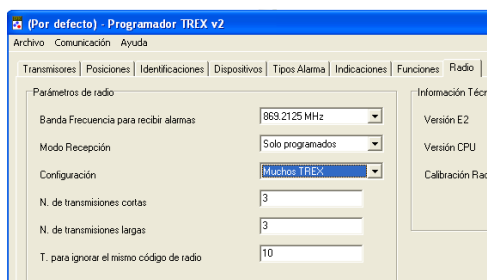 (Por defecto) - Programador TREX v2
Archivo Comunicación Ayuda
Transmisores Posiciones Identificaciones Dispositivos Tipos Alarma Indicaciones Funciones Radio
Parámetros de radio
Información Téc
Banda Frecuencia para recibir alarmas 869.2125 MHz
Versión E2
Modo Recepción Solo programados
Versión CPU
Configuración Muchos TREX
Calibración Rad
N. de transmisiones cortas 3
N. de transmisiones largas 3
T. para ignorar el mismo código de radio 10